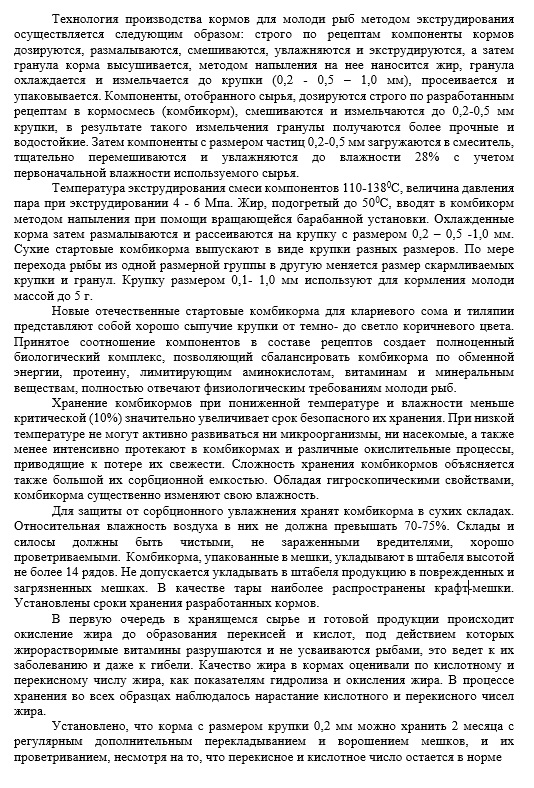 Технология производства кормов для молоди рыб методом экструдирования
осуществляется следующим образом: строго по рецептам компоненты кормов
дозируются, размалываются, смешиваются, увлажняются и экструдируются, а затем
гранула корма высушивается, методом напыления на нее наносится жир, гранула
охлаждается и измельчается до крупки (0,2 - 0,5 – 1,0 мм), просеивается и
упаковывается. Компоненты, отобранного сырья, дозируются строго по разработанным
рецептам в кормосмесь (комбикорм), смешиваются и измельчаются до 0,2-0,5 мм
крупки, в результате такого измельчения гранулы получаются более прочные и
водостойкие. Затем компоненты с размером частиц 0,2-0,5 мм загружаются в смеситель,
тщательно перемешиваются и увлажняются до влажности 28% с учетом
первоначальной влажности используемого сырья.
Температура экструдирования смеси компонентов 110-138⁰С, величина давления
пара при экструдировании 4 - 6 Мпа. Жир, подогретый до 50⁰С, вводят в комбикорм
методом напыления при помощи вращающейся барабанной установки. Охлажденные
корма затем размалываются и рассеиваются на крупку с размером 0,2 – 0,5 -1,0 мм.
Сухие стартовые комбикорма выпускают в виде крупки разных размеров. По мере
перехода рыбы из одной размерной группы в другую меняется размер скармливаемых
крупки и гранул. Крупку размером 0,1- 1,0 мм используют для кормления молоди
массой до 5 г.
Новые отечественные стартовые комбикорма для клариевого сома и тиляпии
представляют собой хорошо сыпучие крупки от темно- до светло коричневого цвета.
Принятое соотношение компонентов в составе рецептов создает полноценный
биологический комплекс, позволяющий сбалансировать комбикорма по обменной
энергии, протеину, лимитирующим аминокислотам, витаминам и минеральным
веществам, полностью отвечают физиологическим требованиям молоди рыб.
Хранение комбикормов при пониженной температуре и влажности меньше
критической (10%) значительно увеличивает срок безопасного их хранения. При низкой
температуре не могут активно развиваться ни микроорганизмы, ни насекомые, а также
менее интенсивно протекают в комбикормах и различные окислительные процессы,
приводящие к потере их свежести. Сложность хранения комбикормов объясняется
также большой их сорбционной емкостью. Обладая гигроскопическими свойствами,
комбикорма существенно изменяют свою влажность.
Для защиты от сорбционного увлажнения хранят комбикорма в сухих складах.
Относительная влажность воздуха в них не должна превышать 70-75%. Склады и
силосы должны быть чистыми, не зараженными вредителями, хорошо
проветриваемыми. Комбикорма, упакованные в мешки, укладывают в штабеля высотой
не более 14 рядов. Не допускается укладывать в штабеля продукцию в поврежденных и
загрязненных мешках. В качестве тары наиболее распространены крафт-мешки.
Установлены сроки хранения разработанных кормов.
В первую очередь в хранящемся сырье и готовой продукции происходит
окисление жира до образования перекисей и кислот, под действием которых
жирорастворимые витамины разрушаются и не усваиваются рыбами, это ведет к их
заболеванию и даже к гибели. Качество жира в кормах оценивали по кислотному и
перекисному числу жира, как показателям гидролиза и окисления жира. В процессе
хранения во всех образцах наблюдалось нарастание кислотного и перекисного чисел
жира.
Установлено, что корма с размером крупки 0,2 мм можно хранить 2 месяца с
регулярным дополнительным перекладыванием и ворошением мешков, и их
проветриванием, несмотря на то, что перекисное и кислотное число остается в норме